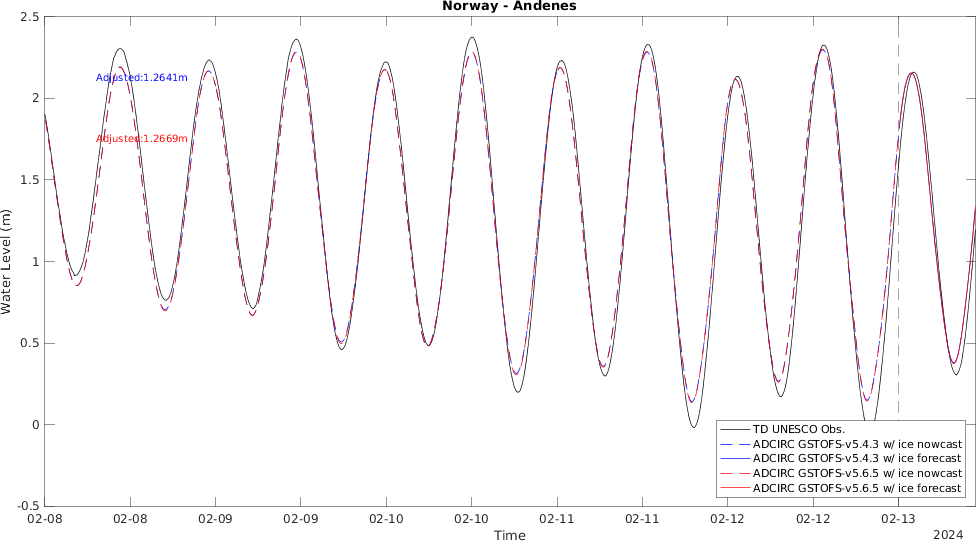 Norway - Andenes
2.5
2
1.5
1
0.5
0
-0.5
Water Level (m)
Adjusted:1.2641m
Adjusted:1.2669m
TD UNESCO Obs.
ADCIRC GSTOFS-v5.4.3 w/ ice nowcast
ADCIRC GSTOFS-v5.4.3 w/ ice forecast
ADCIRC GSTOFS-v5.6.5 w/ ice nowcast
ADCIRC GSTOFS-v5.6.5 w/ ice forecast
02-08 02-08 02-09 02-09 02-10 02-10 02-11 02-11 02-12 02-12 02-13
Time
2024